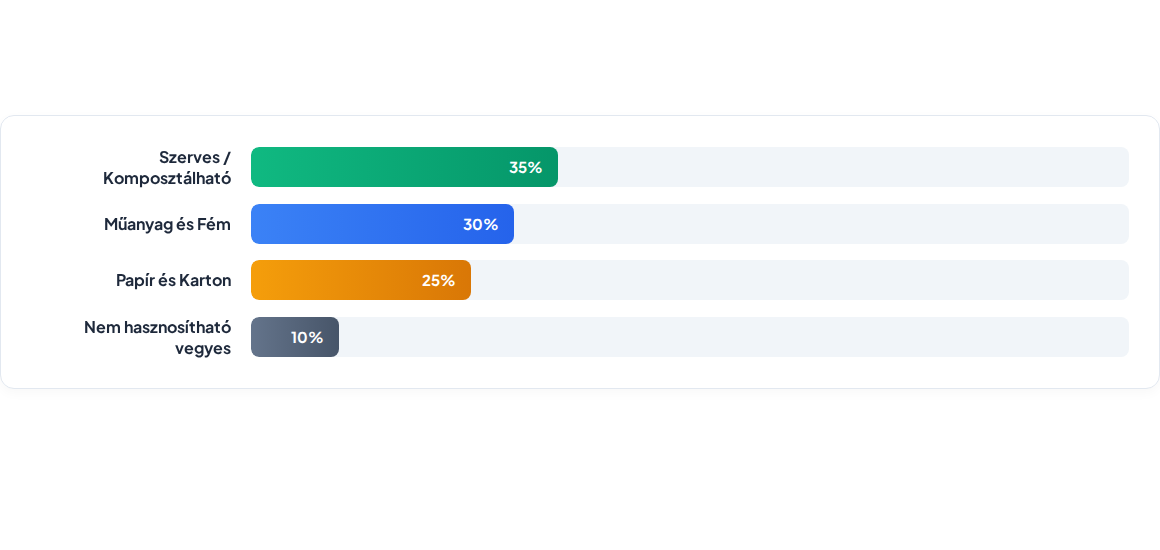 Szerves /
Komposztálható
35%
Műanyag és Fém
30%
Papír és Karton
25%
Nem hasznosítható
vegyes
10%